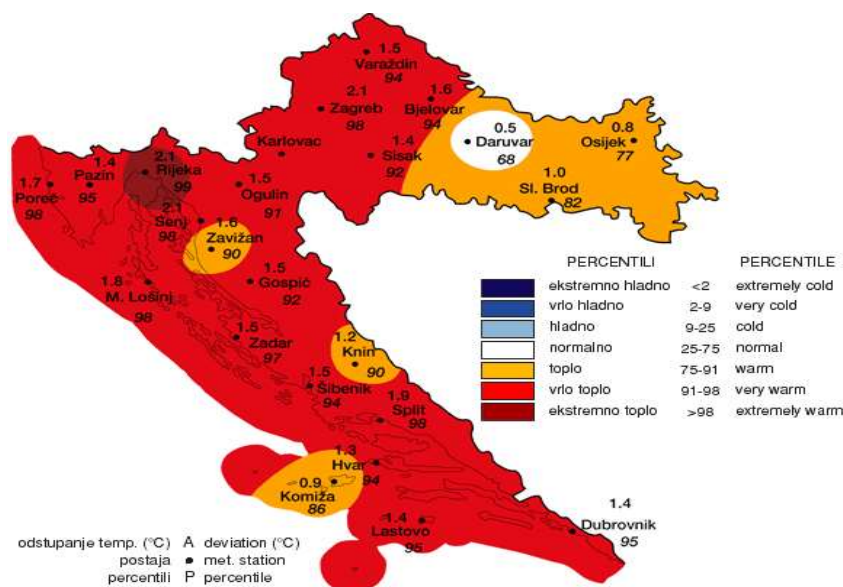 1.5
Varaždin
94
2.1
Zagreb
98
1.6
Bjelovar
94
Karlovac
1.4
Sisak
92
0.5
Daruvar
68
0.8
Osijek
77
1.0
Sl. Brod
82
1.7
Poreč
98
1.4
Pazin
95
2.1
Rijeka
99
1.5
Ogulin
97
2.1
Senj
98
1.6
Zavižan
90
1.8
M. Lošinj
98
1.5
Gospić
92
1.5
Zadar
97
1.2
Knin
90
1.5
Šibenik
94
1.9
Split
98
1.3
Hvar
94
0.9
Komiža
86
1.4
Lastovo
95
1.4
Dubrovnik
95
PERCENTILI PERCENTILE
ekstremno hladno <2 extremely cold
vrlo hladno 2-9 very cold
hladno 9-25 cold
normalno 25-75 normal
toplo 75-91 warm
vrlo toplo 91-98 very warm
ekstremno toplo >98 extremely warm
odstupanje temp. (°C) A deviation (°C)
postaja met. station
percentili P percentile